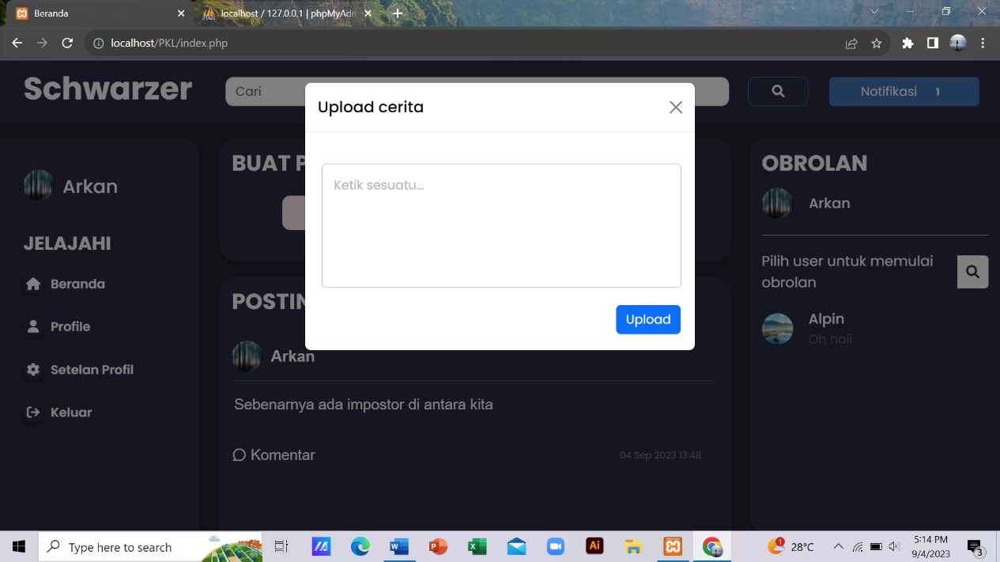 Beranda
localhost / 127.0.0.1 | phpMyAdm
localhost/PKL/index.php
Schwarzer
Cari
Notifikasi 1
Upload cerita
Ketik sesuatu...
Upload
Arkan
JELAJAHI
Beranda
Profile
Setelan Profil
Keluar
BUAT P
POSTIN
Arkan
Sebenarnya ada impostor di antara kita
Komentar
04 Sep 2023 13:48
OBROLAN
Arkan
Pilih user untuk memulai
obrolan
Alpin
Oh haii
Type here to search
Ai
1
28°C
5:14 PM
9/4/2023
3